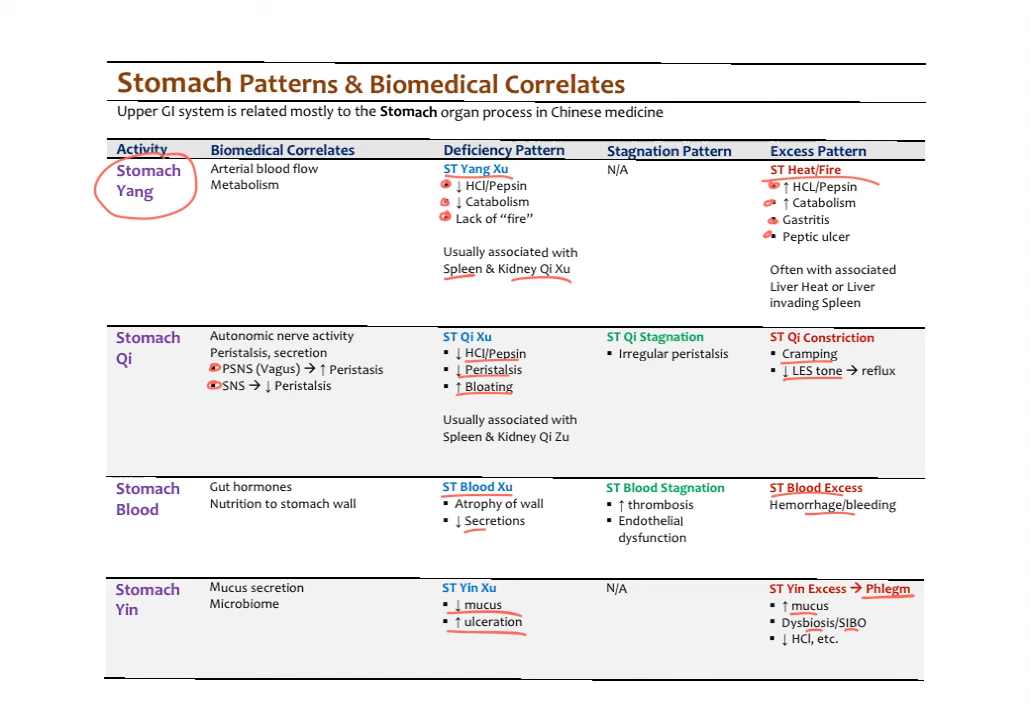 Stomach Patterns & Biomedical Correlates
Upper GI system is related mostly to the Stomach organ process in Chinese medicine
Activity Biomedical Correlates Deficiency Pattern Stagnation Pattern Excess Pattern
Stomach
Yang
Arterial blood flow
Metabolism
ST Yang Xu
▪ ↓ HCl/Pepsin
▪ ↓ Catabolism
▪ Lack of “fire”
Usually associated with
Spleen & Kidney Qi Xu
N/A
ST Heat/Fire
▪ ↑ HCL/Pepsin
▪ ↑ Catabolism
▪ Gastritis
▪ Peptic ulcer
Often with associated
Liver Heat or Liver
invading Spleen
Stomach
Qi
Autonomic nerve activity
Peristalsis, secretion
▪ PSNS (Vagus) → ↑ Peristasis
▪ SNS → ↓ Peristalsis
ST Qi Xu
▪ ↓ HCl/Pepsin
▪ ↓ Peristalsis
▪ ↑ Bloating
Usually associated with
Spleen & Kidney Qi Zu
ST Qi Stagnation
▪ Irregular peristalsis
ST Qi Constriction
▪ Cramping
▪ ↓ LES tone → reflux
Stomach
Blood
Gut hormones
Nutrition to stomach wall
ST Blood Xu
▪ Atrophy of wall
▪ ↓ Secretions
ST Blood Stagnation
▪ ↑ thrombosis
▪ Endothelial
dysfunction
ST Blood Excess
Hemorrhage/bleeding
Stomach
Yin
Mucus secretion
Microbiome
ST Yin Xu
▪ ↓ mucus
▪ ↑ ulceration
N/A
ST Yin Excess → Phlegm
▪ ↑ mucus
▪ Dysbiosis/SIBO
▪ ↓ HCl, etc.